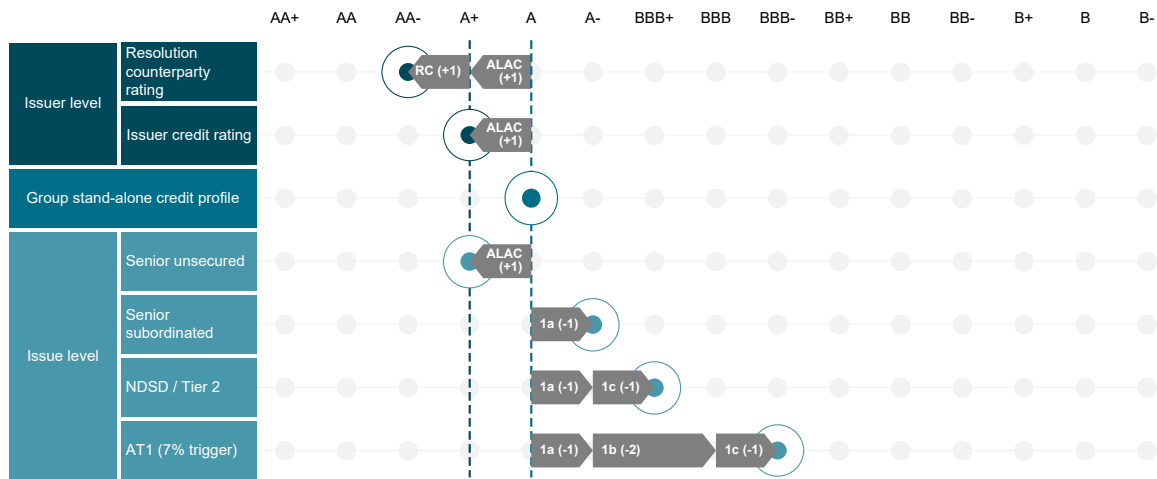 AA+ AA AA- A+ A A- BBB+ BBB BBB- BB+ BB BB- B+ B B-
Issuer level
Resolution
counterparty
rating
RC (+1)
ALAC
(+1)
Issuer credit rating
ALAC
(+1)
Group stand-alone credit profile
Issue level
Senior unsecured
ALAC
(+1)
Senior
subordinated
1a (-1)
NDSD / Tier 2
1a (-1) 1c (-1)
AT1 (7% trigger)
1a (-1) 1b (-2) 1c (-1)